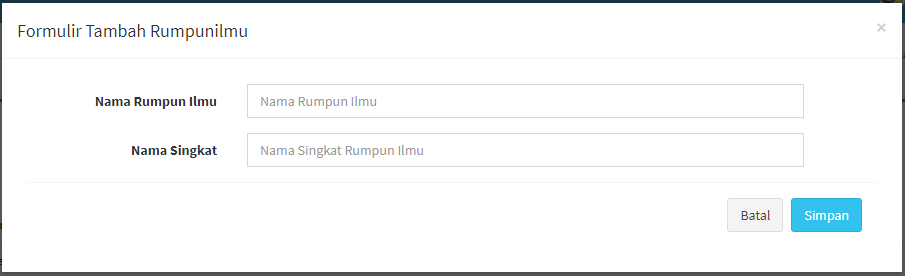 Formulir Tambah Rumpunilmu
×
Nama Rumpun Ilmu
Nama Rumpun Ilmu
Nama Singkat
Nama Singkat Rumpun Ilmu
Batal
Simpan